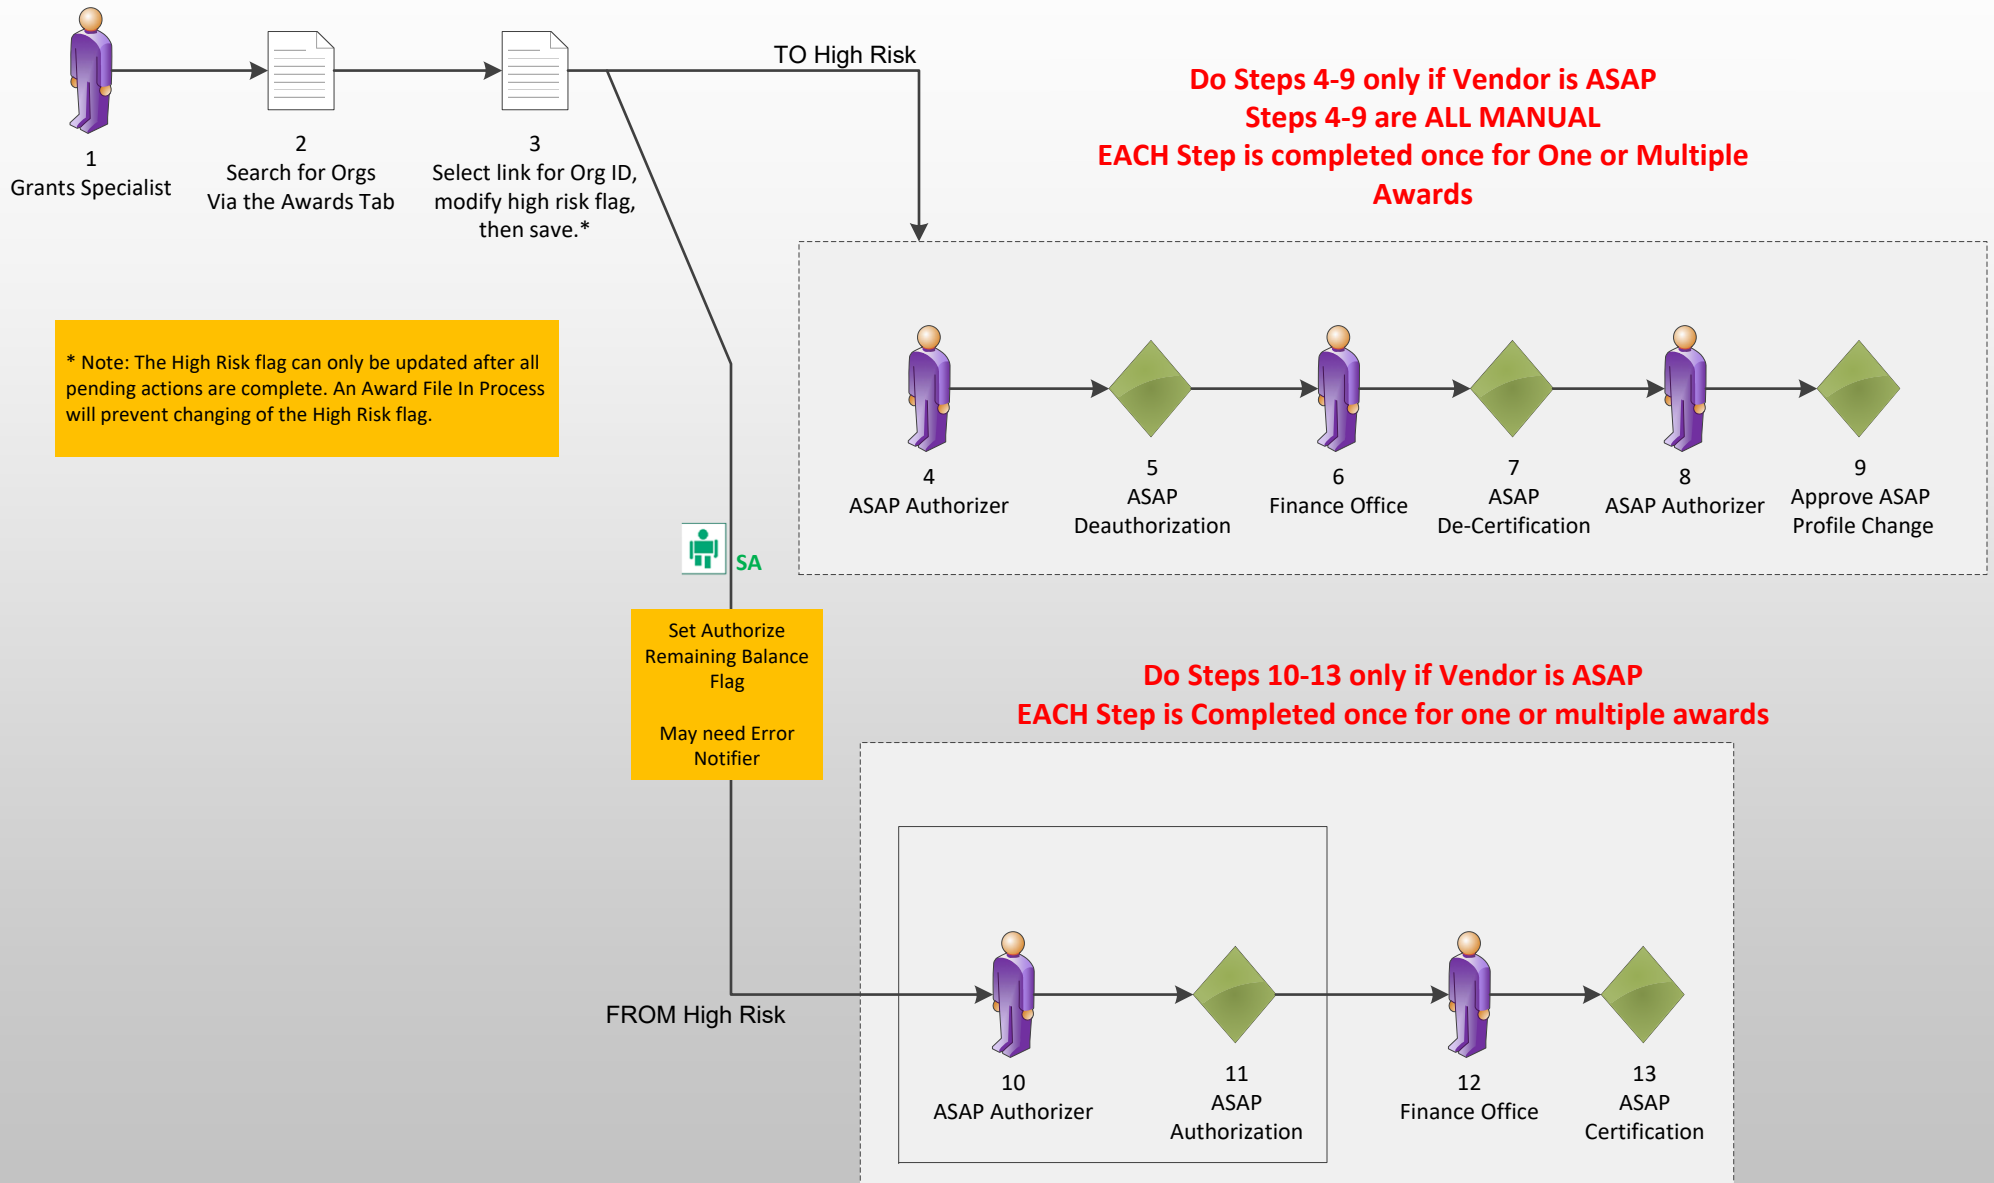 1
Grants Specialist
2
Search for Orgs
Via the Awards Tab
3
Select link for Org ID,
modify high risk flag,
then save.*
TO High Risk
Do Steps 4-9 only if Vendor is ASAP
Steps 4-9 are ALL MANUAL
EACH Step is completed once for One or Multiple
Awards
* Note: The High Risk flag can only be updated after all
pending actions are complete. An Award File In Process
will prevent changing of the High Risk flag.
4
ASAP Authorizer
5
ASAP
Deauthorization
6
Finance Office
7
ASAP
De-Certification
8
ASAP Authorizer
9
Approve ASAP
Profile Change
SA
Set Authorize
Remaining Balance
Flag
May need Error
Notifier
Do Steps 10-13 only if Vendor is ASAP
EACH Step is Completed once for one or multiple awards
FROM High Risk
10
ASAP Authorizer
11
ASAP
Authorization
12
Finance Office
13
ASAP
Certification